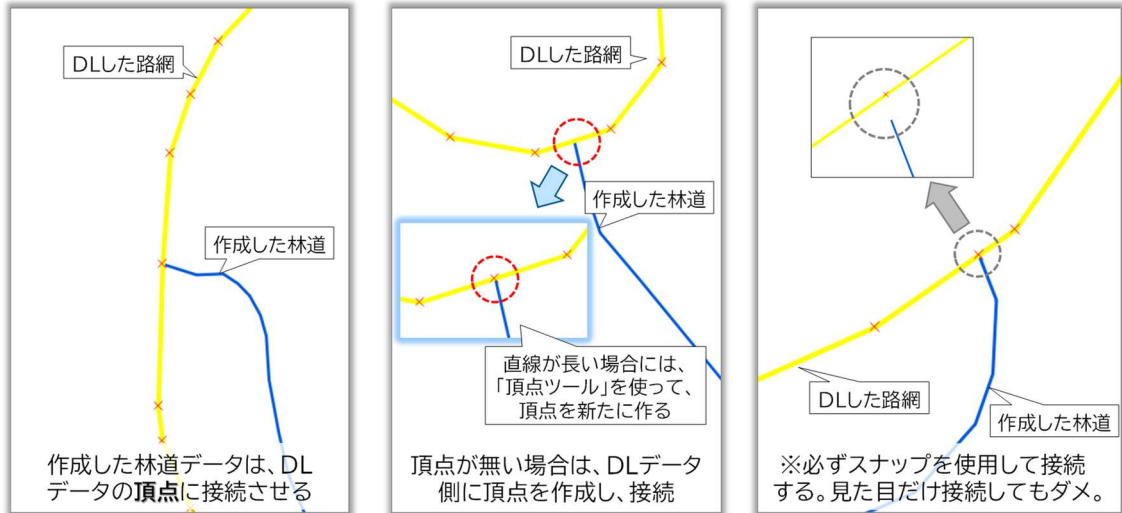 DLした路網
作成した林道
作成した林道データは、DL
データの頂点に接続させる
DLした路網
作成した林道
直線が長い場合には、
「頂点ツール」を使って、
頂点を新たに作る
頂点が無い場合は、DLデータ
側に頂点を作成し、接続
DLした路網
作成した林道
※必ずスナップを使用して接続
する。見た目だけ接続してもダメ。